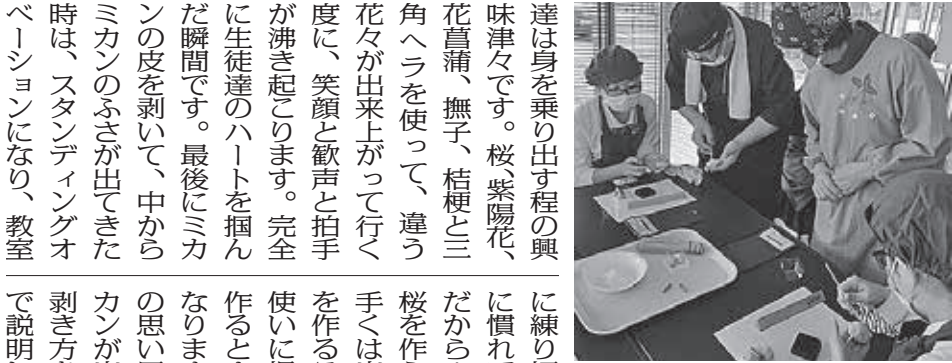 達は身を乗り出す程の興
味津々です。桜、紫陽花、
花菖蒲、撫子、桔梗と三
角ヘラを使って、違う
花々が出来上がって行く
度に、笑顔と歓声と拍手
が沸き起こります。完全
に生徒達のハートを掴ん
だ瞬間です。最後にミカ
ンの皮を剥いて、中から
ミカンのふさが出てきた
時は、スタンディングオ
ベーションになり、教室
に練り
に慣れ
だから
桜を作
手くは
を作る
使いに
作ると
なりま
の思い
カンが
剥き方
で説明